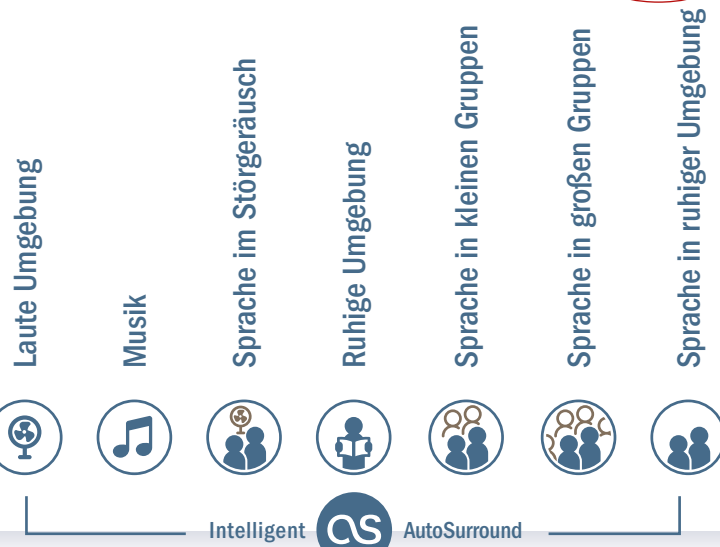 Laute Umgebung
Musik
Sprache im Störgeräusch
Ruhige Umgebung
Sprache in kleinen Gruppen
Sprache in großen Gruppen
Sprache in ruhiger Umgebung
Intelligent as AutoSurround